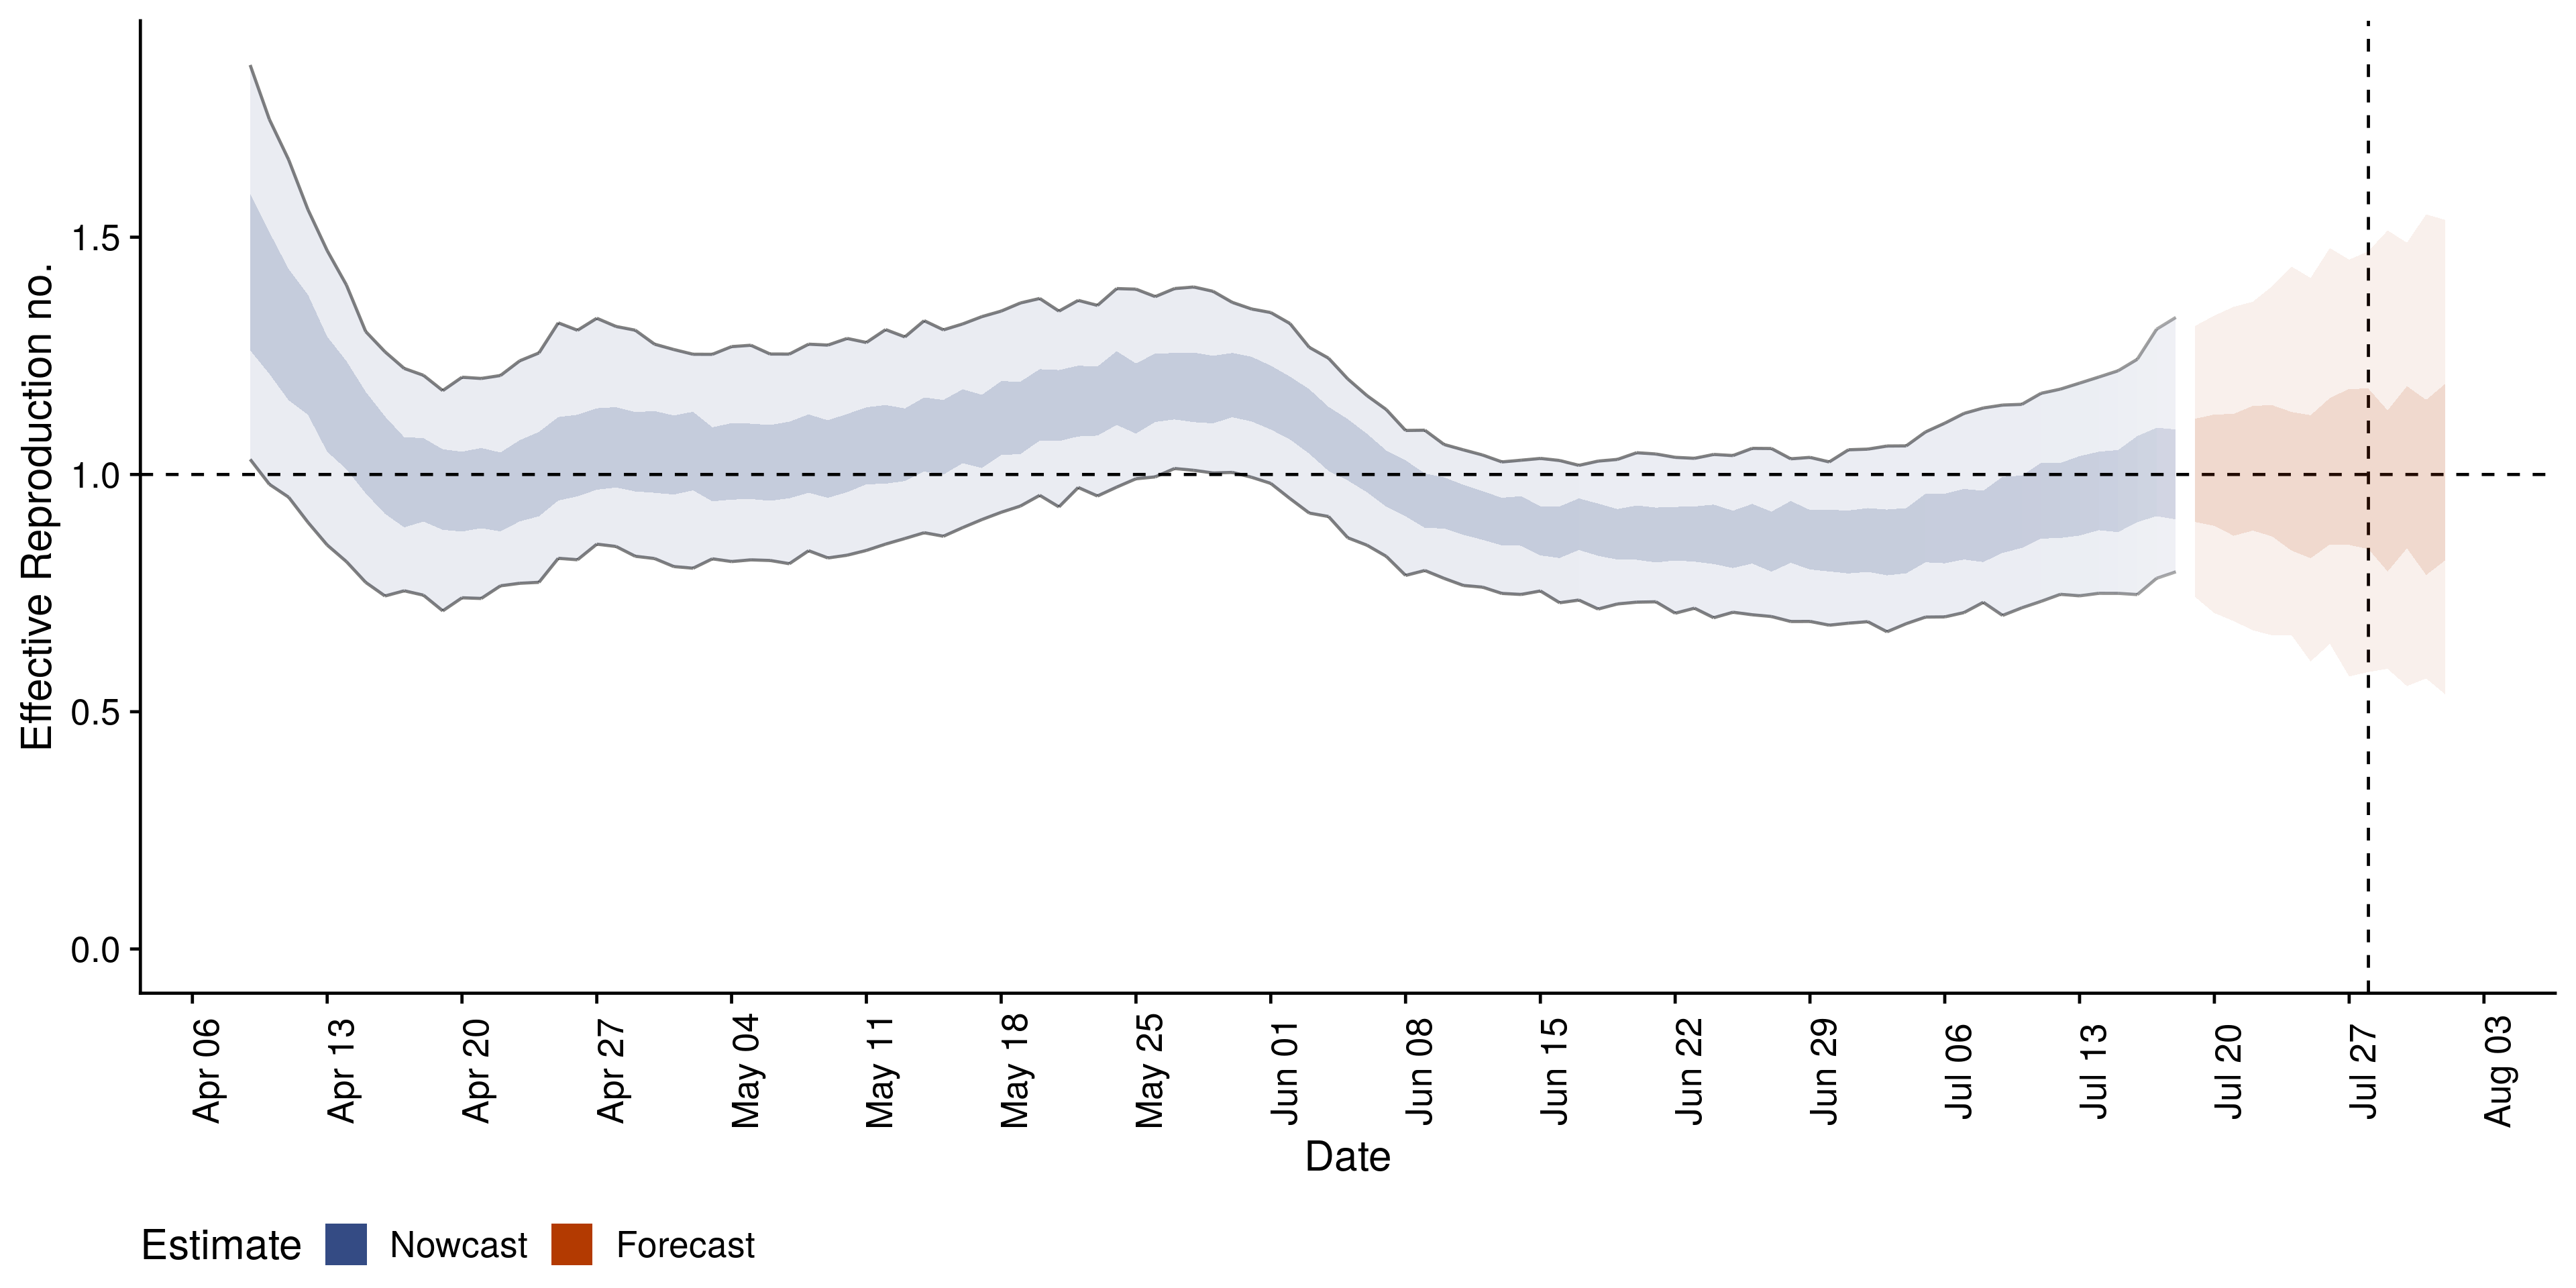 Effective Reproduction no.
1.5
1.0
0.5
0.0
Apr 06
Apr 13
Apr 20
Apr 27
May 04
May 11
May 18
May 25
Jun 01
Jun 08
Jun 15
Jun 22
Jun 29
Jul 06
Jul 13
Jul 20
Jul 27
Aug 03
Date
Estimate Nowcast Forecast